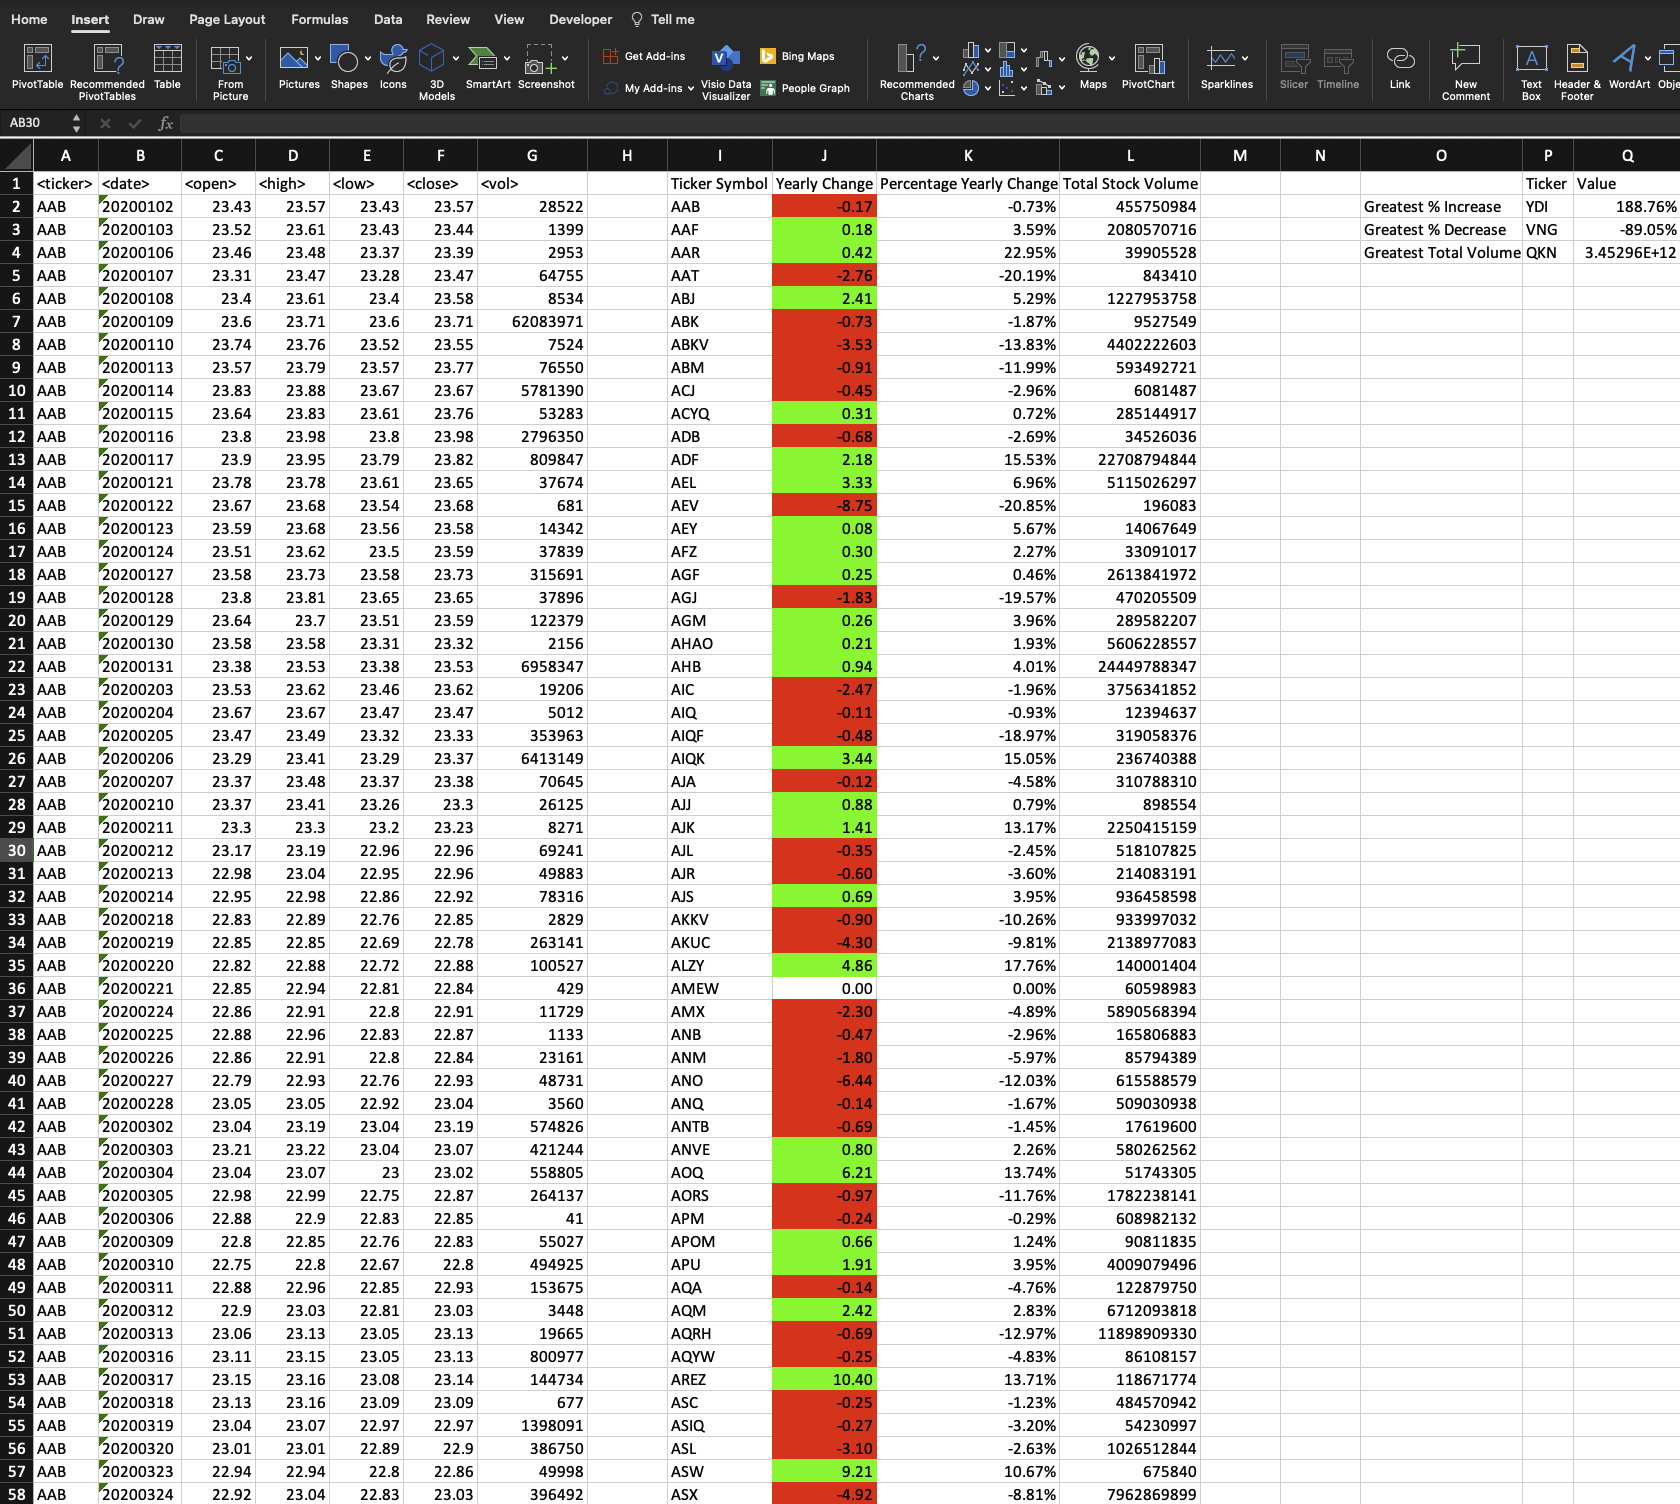 Home Insert Draw Page Layout Formulas Data Review View Developer Tell me
PivotTable Recommended PivotTables Table From Picture Pictures Shapes Icons 3D Models SmartArt Screenshot Get Add-ins My Add-ins Visio Data Visualizer Bing Maps People Graph Recommended Charts Maps PivotChart Sparklines Slicer Timeline Link New Comment Text Box Header & Footer WordArt Obje
AB30 fx
A B C D E F G H I J K L M N O P Q
1 <ticker> <date> <open> <high> <low> <close> <vol> Ticker Symbol Yearly Change Percentage Yearly Change Total Stock Volume Ticker Value
2 AAB 20200102 23.43 23.57 23.43 23.57 28522 AAB -0.17 -0.73% 455750984 Greatest % Increase YDI 188.76%
3 AAB 20200103 23.52 23.61 23.43 23.44 1399 AAF 0.18 3.59% 2080570716 Greatest % Decrease VNG -89.05%
4 AAB 20200106 23.46 23.48 23.37 23.39 2953 AAR 0.42 22.95% 39905528 Greatest Total Volume QKN 3.45296E+12
5 AAB 20200107 23.31 23.47 23.28 23.47 64755 AAT -2.76 -20.19% 843410
6 AAB 20200108 23.4 23.61 23.4 23.58 8534 ABJ 2.41 5.29% 1227953758
7 AAB 20200109 23.6 23.71 23.6 23.71 62083971 ABK -0.73 -1.87% 9527549
8 AAB 20200110 23.74 23.76 23.52 23.55 7524 ABKV -3.53 -13.83% 4402222603
9 AAB 20200113 23.57 23.79 23.57 23.77 76550 ABM -0.91 -11.99% 593492721
10 AAB 20200114 23.83 23.88 23.67 23.67 5781390 ACJ -0.45 -2.96% 6081487
11 AAB 20200115 23.64 23.83 23.61 23.76 53283 ACYQ 0.31 0.72% 285144917
12 AAB 20200116 23.8 23.98 23.8 23.98 2796350 ADB -0.68 -2.69% 34526036
13 AAB 20200117 23.9 23.95 23.79 23.82 809847 ADF 2.18 15.53% 22708794844
14 AAB 20200121 23.78 23.78 23.61 23.65 37674 AEL 3.33 6.96% 5115026297
15 AAB 20200122 23.67 23.68 23.54 23.68 681 AEV -8.75 -20.85% 196083
16 AAB 20200123 23.59 23.68 23.56 23.58 14342 AEY 0.08 5.67% 14067649
17 AAB 20200124 23.51 23.62 23.5 23.59 37839 AFZ 0.30 2.27% 33091017
18 AAB 20200127 23.58 23.73 23.58 23.73 315691 AGF 0.25 0.46% 2613841972
19 AAB 20200128 23.8 23.81 23.65 23.65 37896 AGJ -1.83 -19.57% 470205509
20 AAB 20200129 23.64 23.7 23.51 23.59 122379 AGM 0.26 3.96% 289582207
21 AAB 20200130 23.58 23.58 23.31 23.32 2156 AHAO 0.21 1.93% 5606228557
22 AAB 20200131 23.38 23.53 23.38 23.53 6958347 AHB 0.94 4.01% 24449788347
23 AAB 20200203 23.53 23.62 23.46 23.62 19206 AIC -2.47 -1.96% 3756341852
24 AAB 20200204 23.67 23.67 23.47 23.47 5012 AIQ -0.11 -0.93% 12394637
25 AAB 20200205 23.47 23.49 23.32 23.33 353963 AIQF -0.48 -18.97% 319058376
26 AAB 20200206 23.29 23.41 23.29 23.37 6413149 AIQK 3.44 15.05% 236740388
27 AAB 20200207 23.37 23.48 23.37 23.38 70645 AJA -0.12 -4.58% 310788310
28 AAB 20200210 23.37 23.41 23.26 23.3 26125 AJJ 0.88 0.79% 898554
29 AAB 20200211 23.3 23.3 23.2 23.23 8271 AJK 1.41 13.17% 2250415159
30 AAB 20200212 23.17 23.19 22.96 22.96 69241 AJL -0.35 -2.45% 518107825
31 AAB 20200213 22.98 23.04 22.95 22.96 49883 AJR -0.60 -3.60% 214083191
32 AAB 20200214 22.95 22.98 22.86 22.92 78316 AJS 0.69 3.95% 936458598
33 AAB 20200218 22.83 22.89 22.76 22.85 2829 AKKV -0.90 -10.26% 933997032
34 AAB 20200219 22.85 22.85 22.69 22.78 263141 AKUC -4.30 -9.81% 2138977083
35 AAB 20200220 22.82 22.88 22.72 22.88 100527 ALZY 4.86 17.76% 140001404
36 AAB 20200221 22.85 22.94 22.81 22.84 429 AMEW 0.00 0.00% 60598983
37 AAB 20200224 22.86 22.91 22.8 22.91 11729 AMX -2.30 -4.89% 5890568394
38 AAB 20200225 22.88 22.96 22.83 22.87 1133 ANB -0.47 -2.96% 165806883
39 AAB 20200226 22.86 22.91 22.8 22.84 23161 ANM -1.80 -5.97% 85794389
40 AAB 20200227 22.79 22.93 22.76 22.93 48731 ANO -6.44 -12.03% 615588579
41 AAB 20200228 23.05 23.05 22.92 23.04 3560 ANQ -0.14 -1.67% 509030938
42 AAB 20200302 23.04 23.19 23.04 23.19 574826 ANTB -0.69 -1.45% 17619600
43 AAB 20200303 23.21 23.22 23.04 23.07 421244 ANVE 0.80 2.26% 580262562
44 AAB 20200304 23.04 23.07 23 23.02 558805 AOQ 6.21 13.74% 51743305
45 AAB 20200305 22.98 22.99 22.75 22.87 264137 AORS -0.97 -11.76% 1782238141
46 AAB 20200306 22.88 22.9 22.83 22.85 41 APM -0.24 -0.29% 608982132
47 AAB 20200309 22.8 22.85 22.76 22.83 55027 APOM 0.66 1.24% 90811835
48 AAB 20200310 22.75 22.8 22.67 22.8 494925 APU 1.91 3.95% 4009079496
49 AAB 20200311 22.88 22.96 22.85 22.93 153675 AQA -0.14 -4.76% 122879750
50 AAB 20200312 22.9 23.03 22.81 23.03 3448 AQM 2.42 2.83% 6712093818
51 AAB 20200313 23.06 23.13 23.05 23.13 19665 AQRH -0.69 -12.97% 11898909330
52 AAB 20200316 23.11 23.15 23.05 23.13 800977 AQYW -0.25 -4.83% 86108157
53 AAB 20200317 23.15 23.16 23.08 23.14 144734 AREZ 10.40 13.71% 118671774
54 AAB 20200318 23.13 23.16 23.09 23.09 677 ASC -0.25 -1.23% 484570942
55 AAB 20200319 23.04 23.07 22.97 22.97 1398091 ASIQ -0.27 -3.20% 54230997
56 AAB 20200320 23.01 23.01 22.89 22.9 386750 ASL -3.10 -2.63% 1026512844
57 AAB 20200323 22.94 22.94 22.8 22.86 49998 ASW 9.21 10.67% 675840
58 AAB 20200324 22.92 23.04 22.83 23.03 396492 ASX -4.92 -8.81% 7962869899